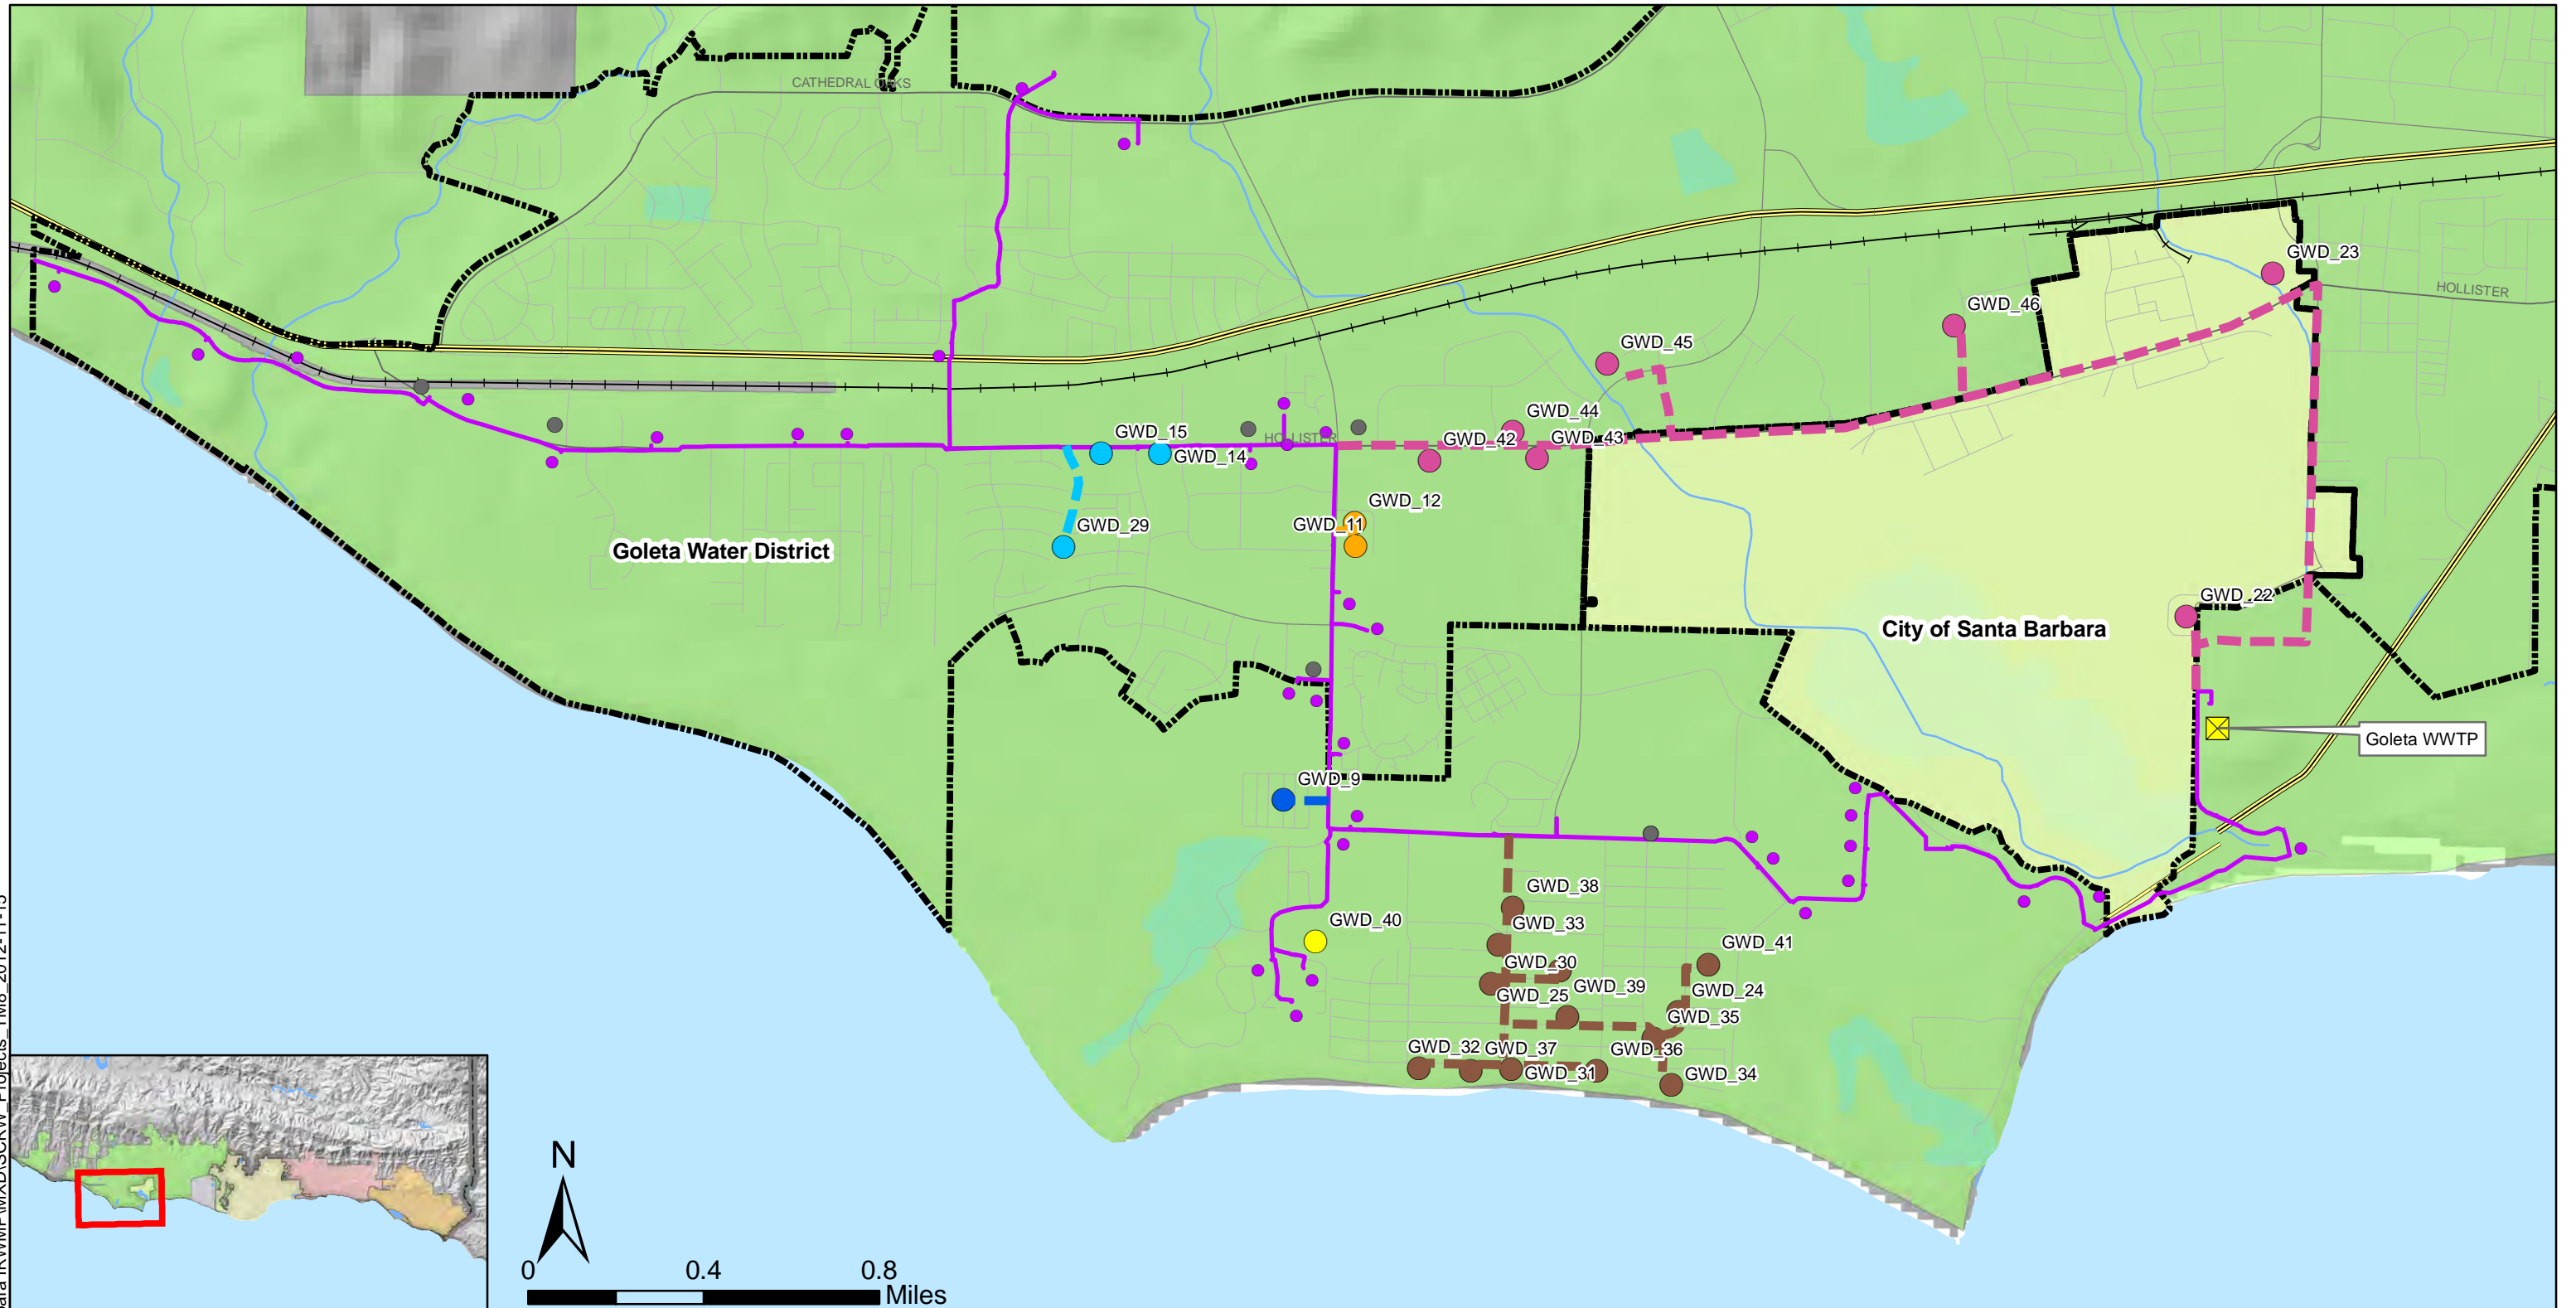 CATHEDRAL OAKS
GWD_23
HOLLISTER
GWD_46
GWD_45
GWD_44
GWD_15
GWD_42
GWD_43
HOLLISTER
GWD_14
GWD_12
GWD_11
GWD_29
Goleta Water District
GWD_22
City of Santa Barbara
Goleta WWTP
GWD_9
GWD_38
GWD_40
GWD_33
GWD_41
GWD_30
GWD_39
GWD_24
GWD_25
GWD_35
GWD_32
GWD_37
GWD_36
GWD_31
GWD_34
N
0 0.4 0.8
Miles